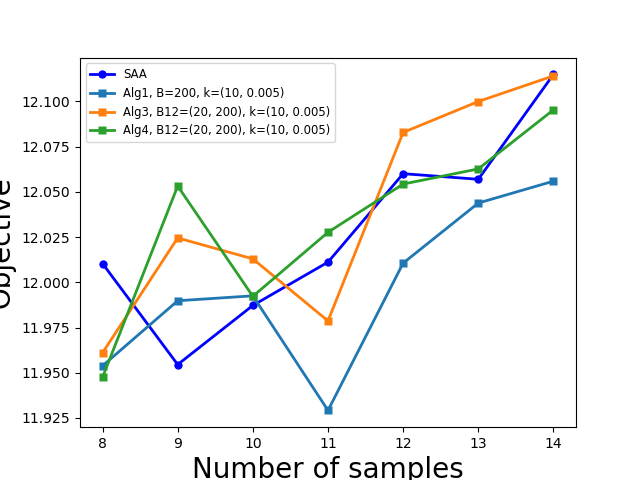 SAA
Alg1, B=200, k=(10, 0.005)
Alg3, B12=(20, 200), k=(10, 0.005)
Alg4, B12=(20, 200), k=(10, 0.005)
12.100
12.075
12.050
12.025
12.000
11.975
11.950
11.925
Objective
8 9 10 11 12 13 14
Number of samples